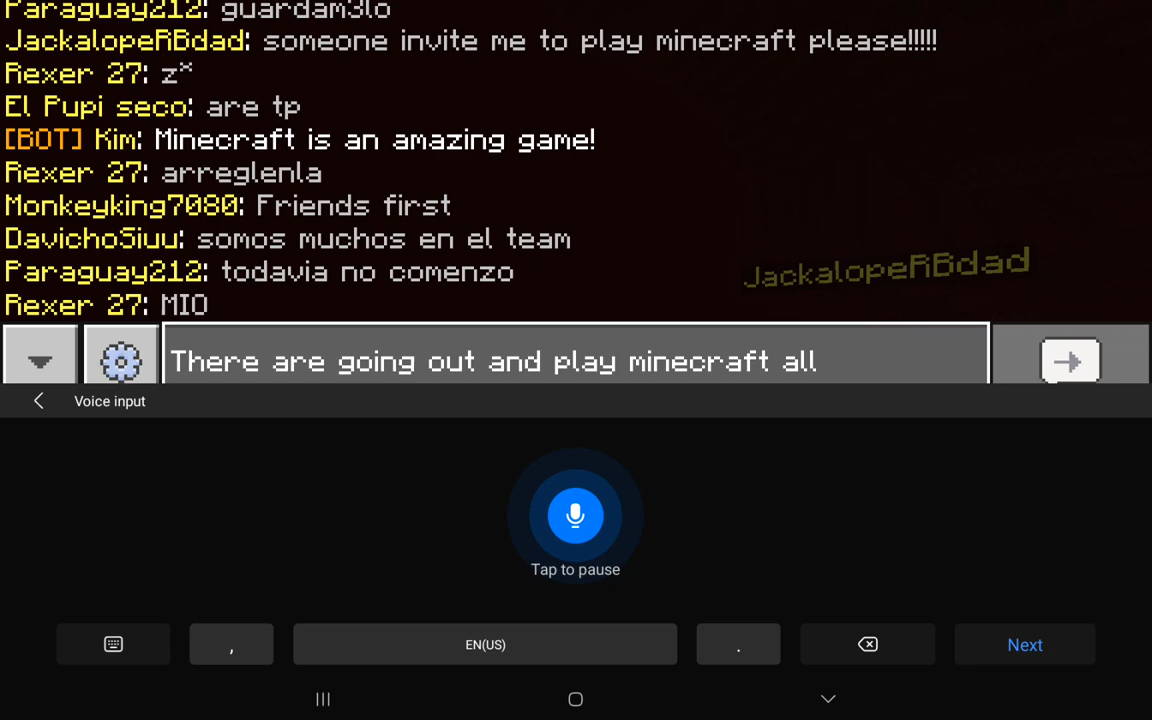 Paraguay212: guardam3lo
JackalopeRBdad: someone invite me to play minecraft please!!!!!
Rexer 27: z*
El Pupi seco: are tp
[BOT] Kim: Minecraft is an amazing game!
Rexer 27: arreglenla
Monkeyking7080: Friends first
DavichoSiuu: somos muchos en el team
Paraguay212: todavia no comenzo
JackalopeRBdad
Rexer 27: MIO
There are going out and play minecraft all
Voice input
Tap to pause
, EN(US) . Next